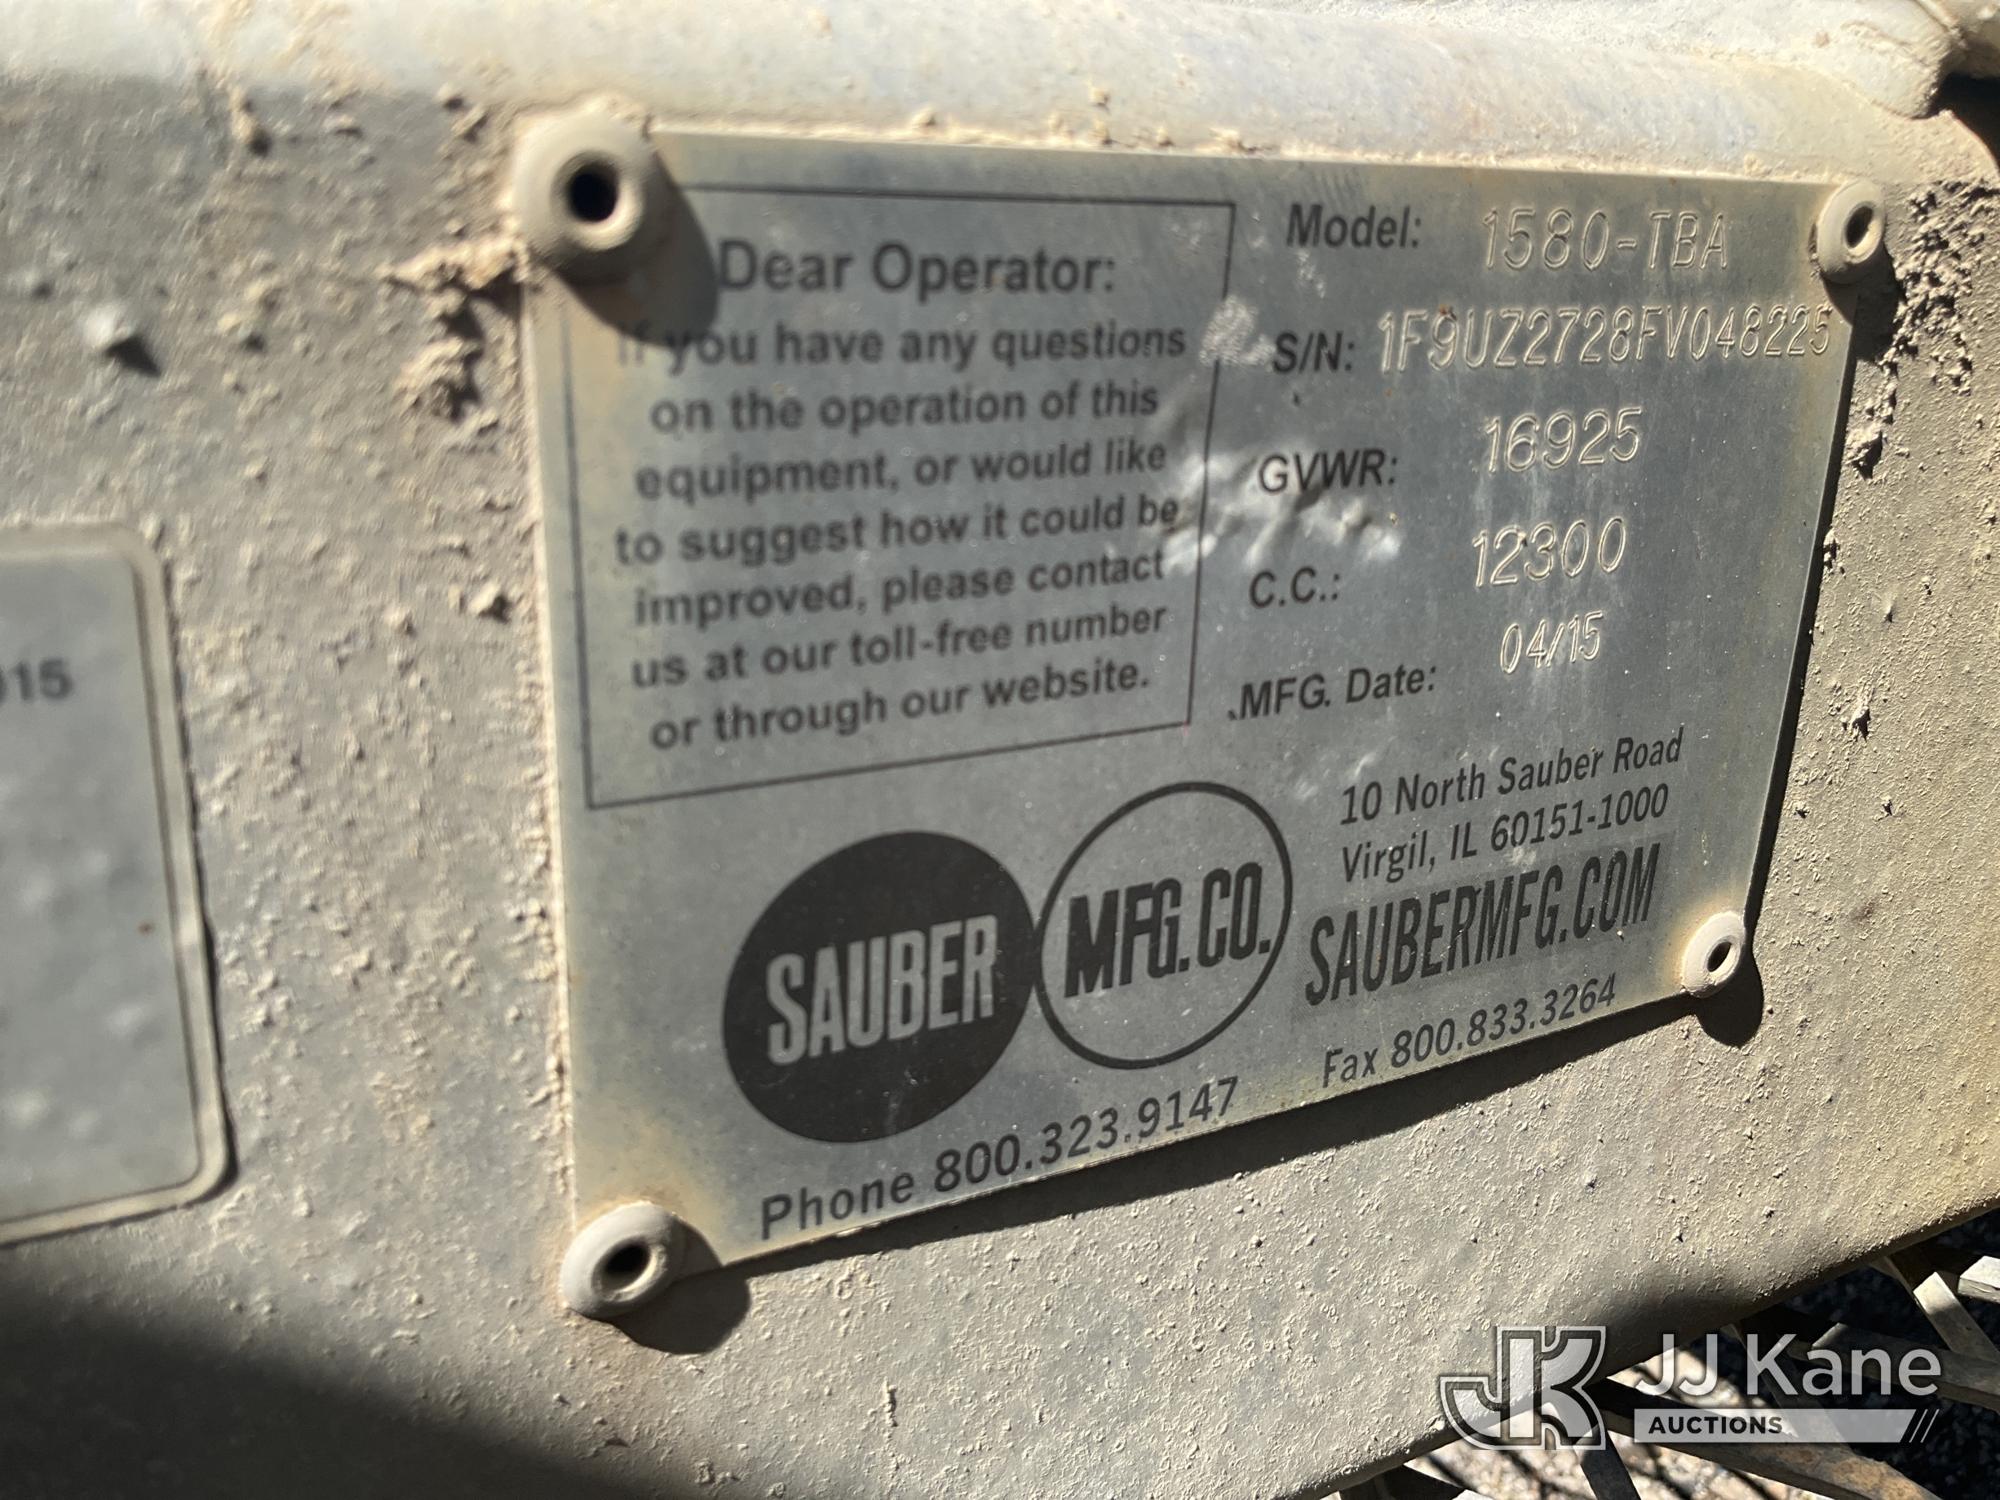 Dear Operator:
If you have any questions
on the operation of this
equipment, or would like
to suggest how it could be
improved, please contact
us at our toll-free number
or through our website.
Model: 1580-TBA
S/N: 1F9UZ2728FV048225
GVWR: 16925
C.C.: 12300
MFG. Date: 04/15
10 North Sauber Road
Virgil, IL 60151-1000
SAUBERMFG.COM
SAUBER MFG.CO.
Phone 800.323.9147
Fax 800.833.3264
15
JK
JJ Kane
AUCTIONS